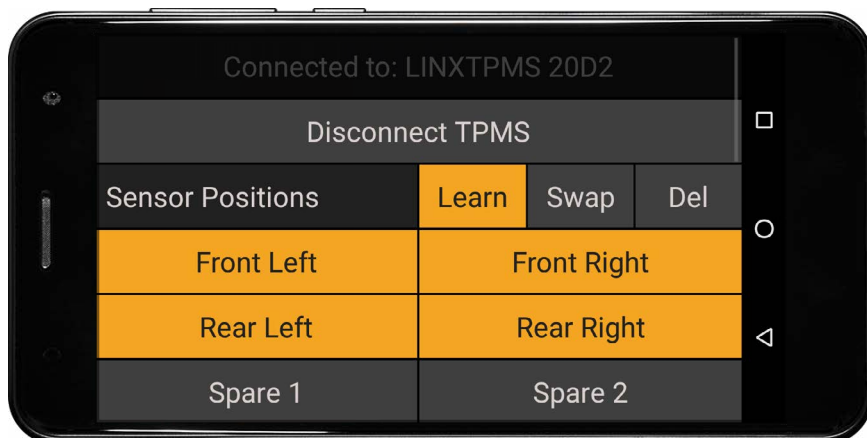 Connected to: LINXTPMS 20D2
Disconnect TPMS
Sensor Positions Learn Swap Del
Front Left Front Right
Rear Left Rear Right
Spare 1 Spare 2